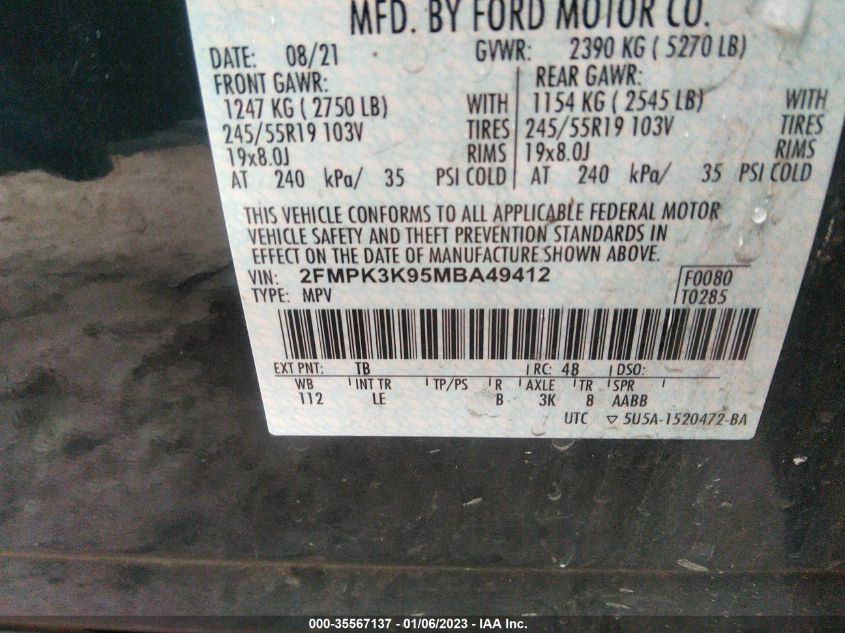 MFD. BY FORD MOTOR CO.
DATE: 08/21 GVWR: 2390 KG ( 5270 LB)
FRONT GAWR: REAR GAWR:
1247 KG ( 2750 LB) WITH 1154 KG ( 2545 LB) WITH
245/55R19 103V TIRES 245/55R19 103V TIRES
19x8.0J RIMS 19x8.0J RIMS
AT 240 kPa/ 35 PSI COLD AT 240 kPa/ 35 PSI COLD
THIS VEHICLE CONFORMS TO ALL APPLICABLE FEDERAL MOTOR
VEHICLE SAFETY AND THEFT PREVENTION STANDARDS IN
EFFECT ON THE DATE OF MANUFACTURE SHOWN ABOVE.
VIN: 2FMPK3K95MBA49412 F0080
TYPE: MPV T0285
EXT PNT: TB RC: 48 DSO:
WB INT TR TP/PS R AXLE TR SPR
112 LE B 3K 8 AABB
UTC ▽ 5U5A-1520472-BA
000-35567137 - 01/06/2023 - IAA Inc.